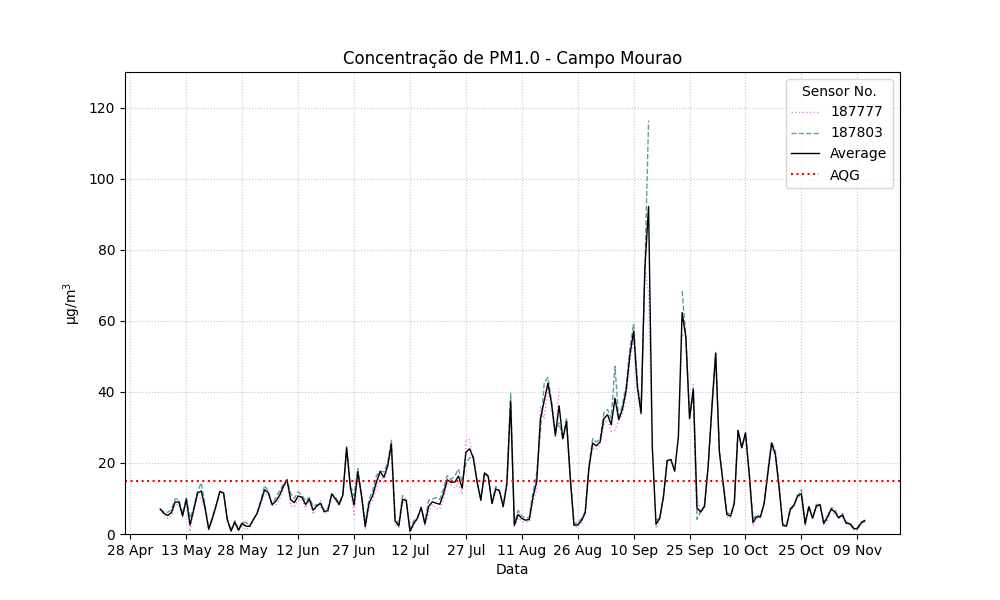 Concentração de PM1.0 - Campo Mourao
Sensor No.
187777
187803
Average
AQG
120
100
80
60
40
20
0
µg/m³
28 Apr 13 May 28 May 12 Jun 27 Jun 12 Jul 27 Jul 11 Aug 26 Aug 10 Sep 25 Sep 10 Oct 25 Oct 09 Nov
Data